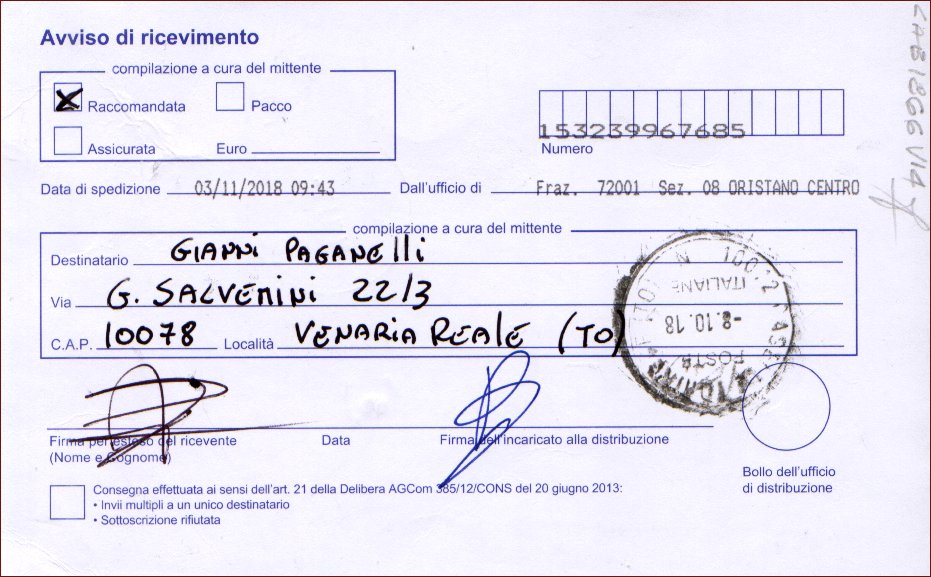 Avviso di ricevimento
compilazione a cura del mittente
Raccomandata Pacco
Assicurata Euro
153239967685
Numero
Data di spedizione 03/11/2018 09:43 Dall'ufficio di Fraz. 72001 Sez. 08 ORISTANO CENTRO
compilazione a cura del mittente
Destinatario GIANNI PAGANElli
Via G. SALVEMINI 22/3
C.A.P. 10078 Località VENARIA REALE (TO)
ITALIANE
-8.10.18
POSTE
Firma per esteso del ricevente Data Firma dell'incaricato alla distribuzione
(Nome e Cognome)
Bollo dell'ufficio
di distribuzione
Consegna effettuata ai sensi dell'art. 21 della Delibera AGCom 385/12/CONS del 20 giugno 2013:
• Invii multipli a un unico destinatario
• Sottoscrizione rifiutata